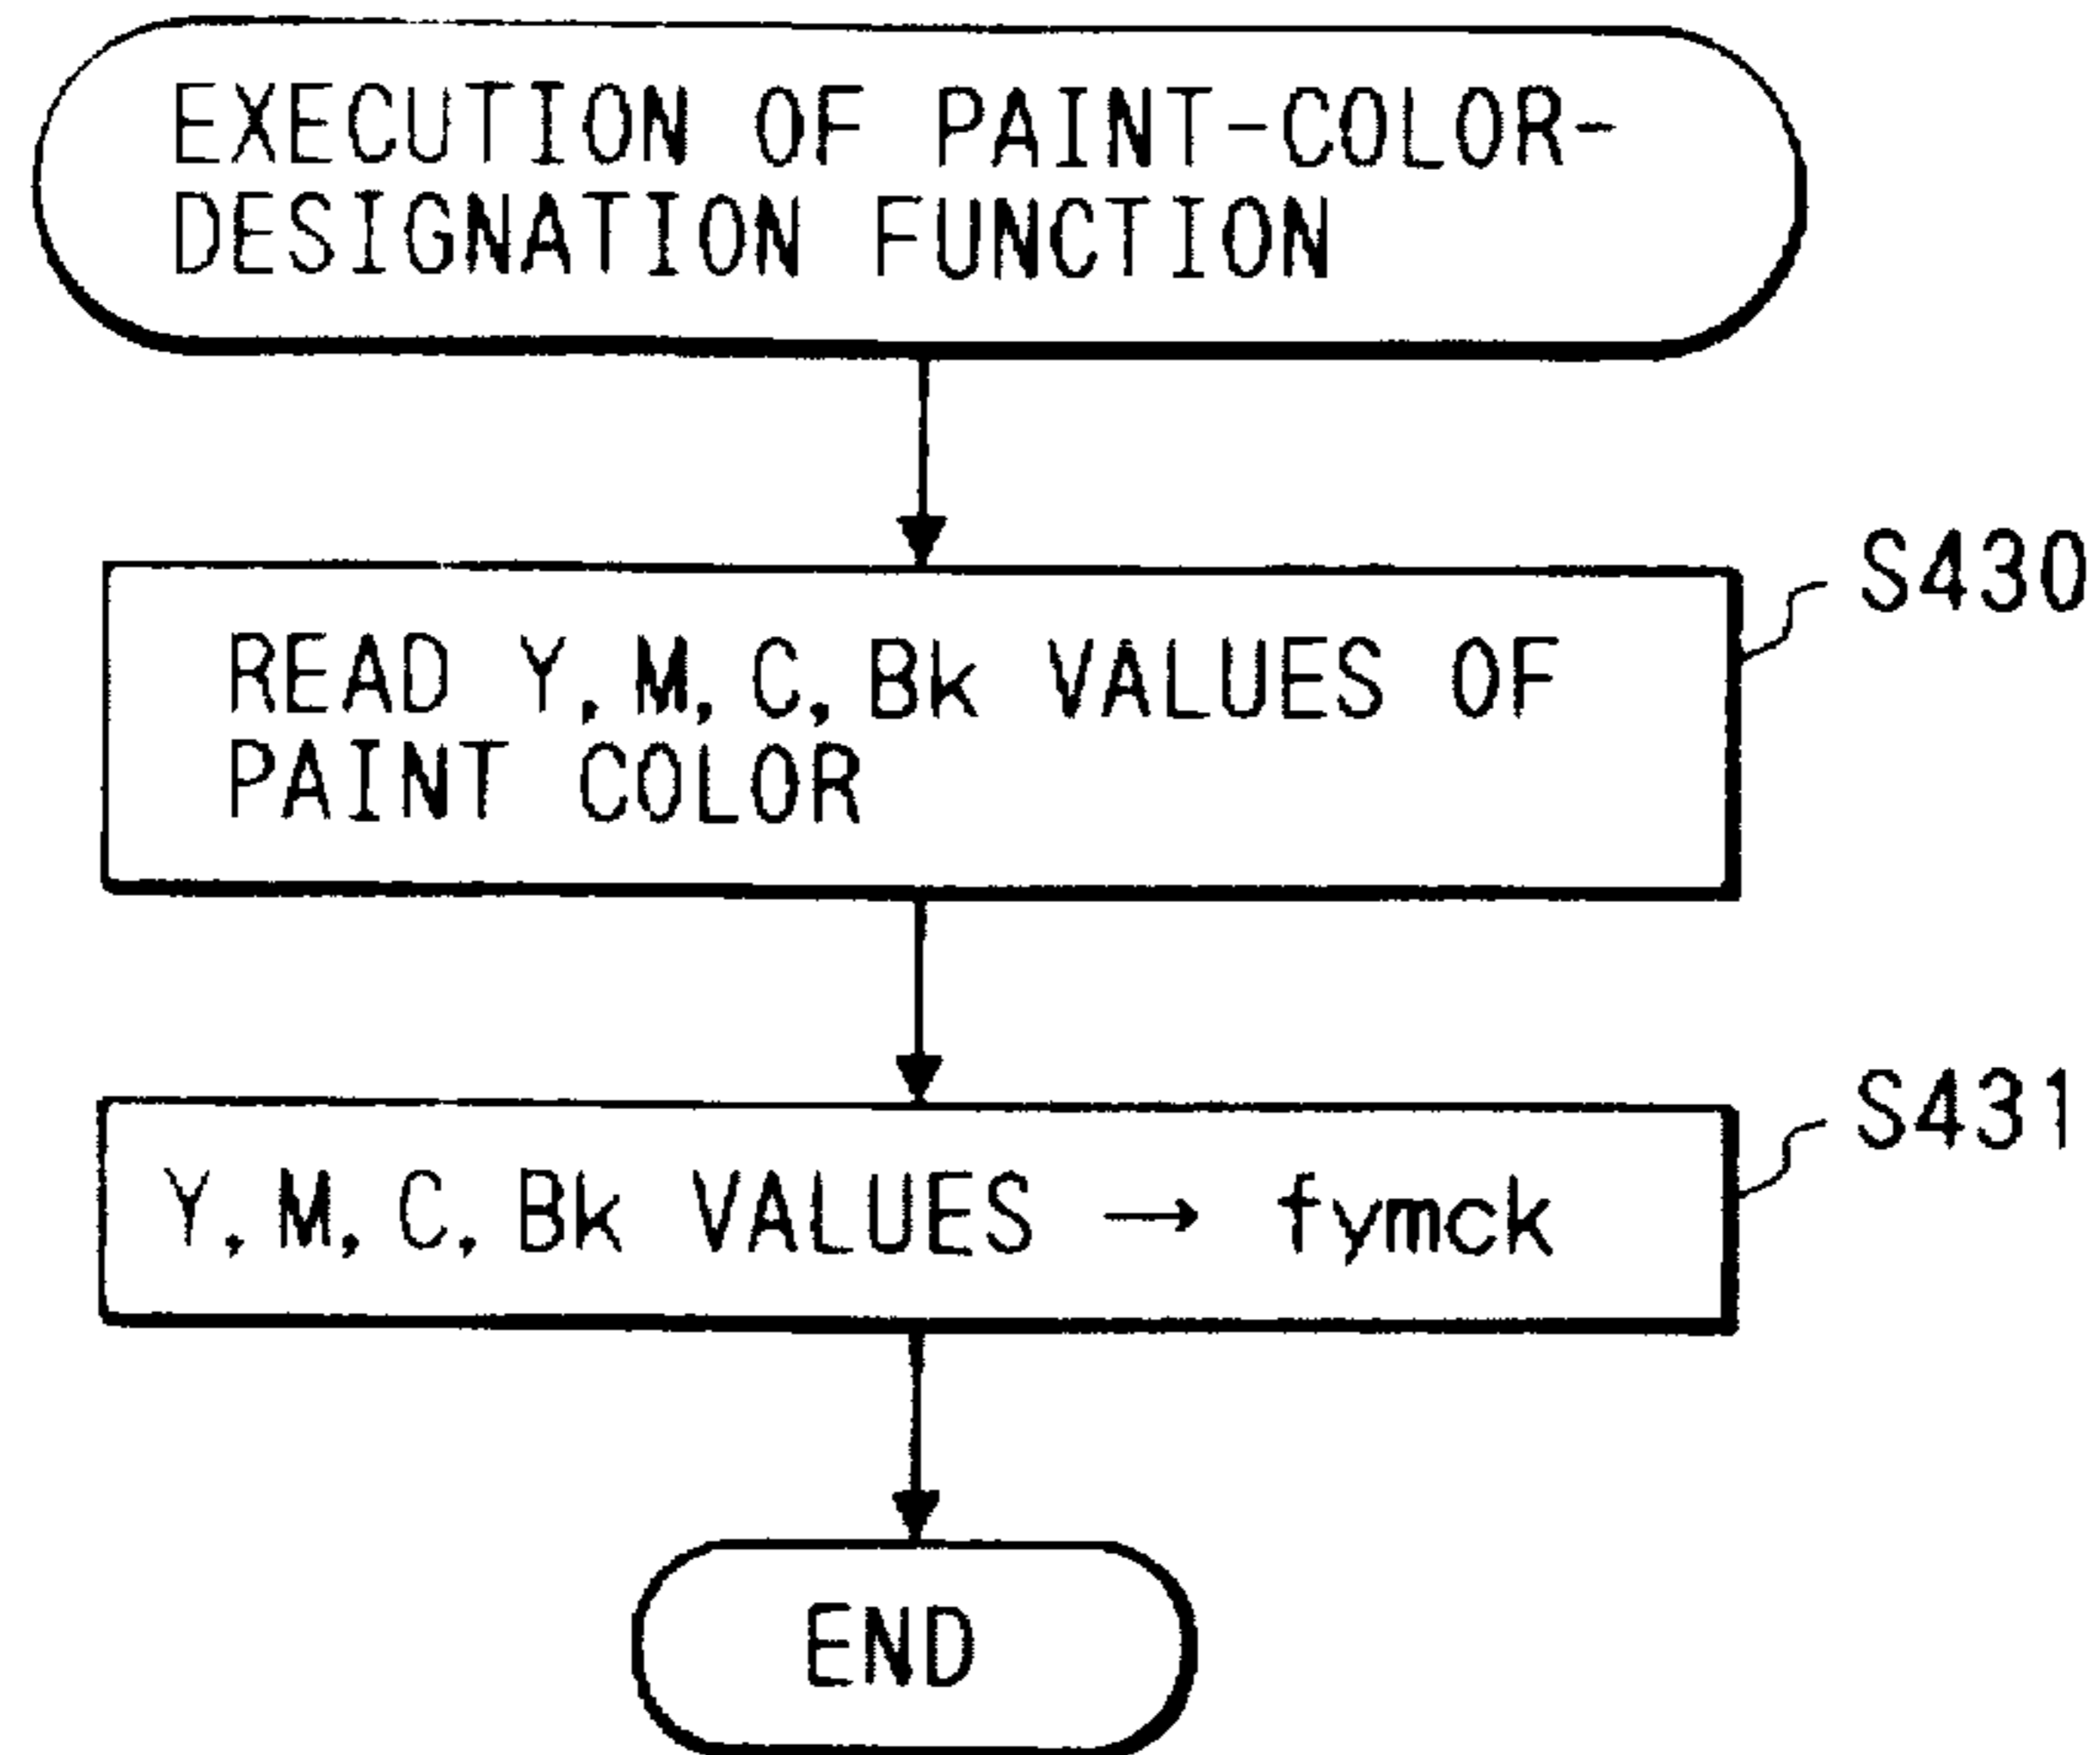 EXECUTION OF PAINT-COLOR-
DESIGNATION FUNCTION
S430
READ Y, M, C, Bk VALUES OF
PAINT COLOR
S431
Y, M, C, Bk VALUES → fymck
END